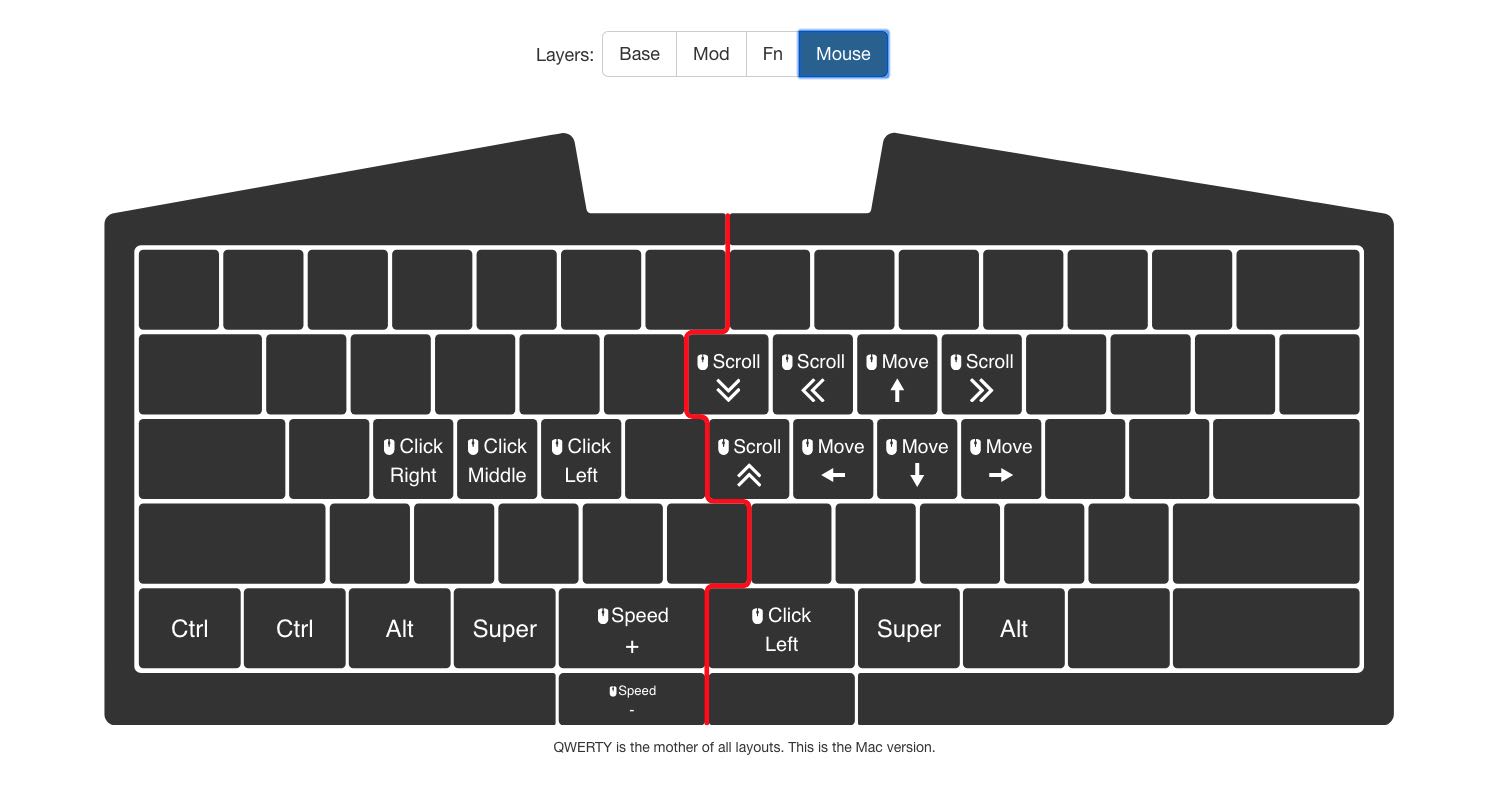 Layers: Base Mod Fn Mouse
Scroll Scroll Move Scroll
Click Click Click Scroll Move Move Move
Right Middle Left
Ctrl Ctrl Alt Super Speed Click Super Alt
+ Left
Speed
-
QWERTY is the mother of all layouts. This is the Mac version.